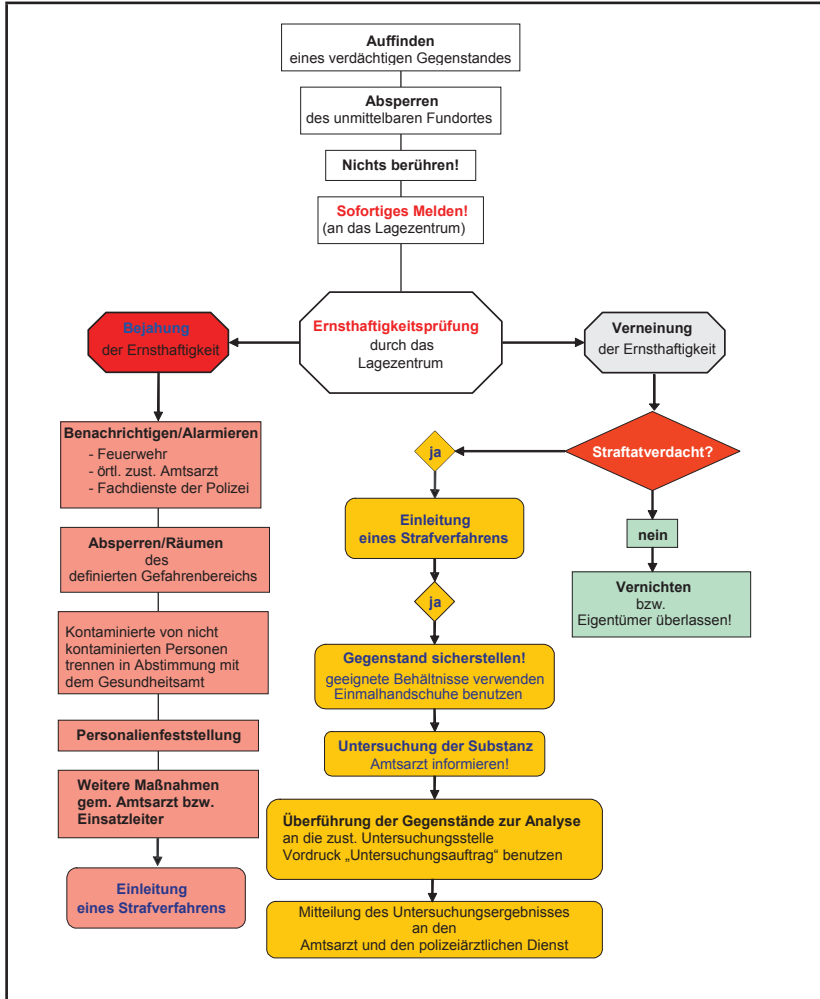 Auffinden
eines verdächtigen Gegenstandes
Absperren
des unmittelbaren Fundortes
Nichts berühren!
Sofortiges Melden!
(an das Lagezentrum)
Ernsthaftigkeitsprüfung
durch das
Lagezentrum
Bejahung
der Ernsthaftigkeit
Benachrichtigen/Alarmieren
- Feuerwehr
- örtl. zust. Amtsarzt
- Fachdienste der Polizei
Absperren/Räumen
des
definierten Gefahrenbereichs
Kontaminierte von nicht
kontaminierten Personen
trennen in Abstimmung mit
dem Gesundheitsamt
Personalienfeststellung
Weitere Maßnahmen
gem. Amtsarzt bzw.
Einsatzleiter
Einleitung
eines Strafverfahrens
Verneinung
der Ernsthaftigkeit
Straftatverdacht?
ja
Einleitung
eines Strafverfahrens
ja
Gegenstand sicherstellen!
geeignete Behältnisse verwenden
Einmalhandschuhe benutzen
Untersuchung der Substanz
Amtsarzt informieren!
Überführung der Gegenstände zur Analyse
an die zust. Untersuchungsstelle
Vordruck „Untersuchungsauftrag“ benutzen
Mitteilung des Untersuchungsergebnisses
an den
Amtsarzt und den polizeiärztlichen Dienst
nein
Vernichten
bzw.
Eigentümer überlassen!